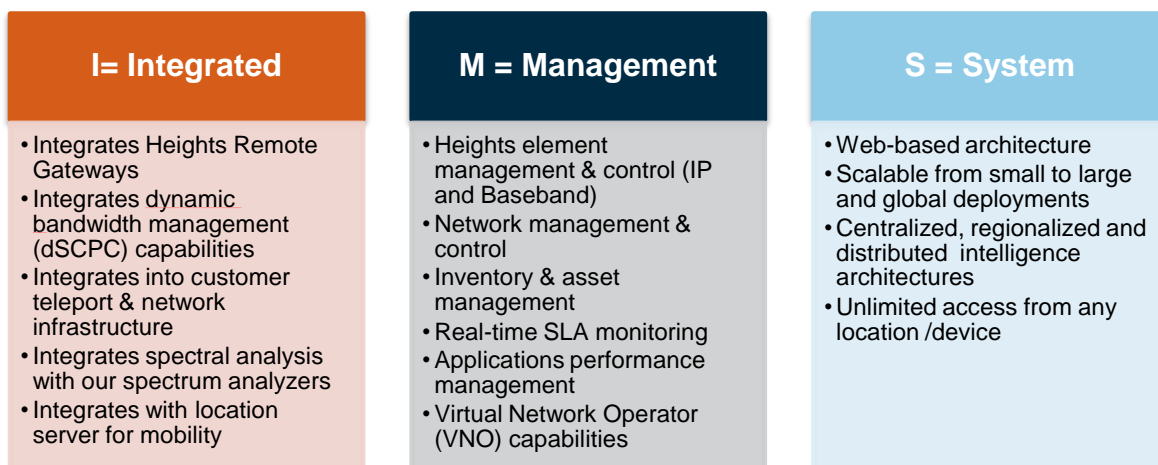 I= Integrated
• Integrates Heights Remote
Gateways
• Integrates dynamic
bandwidth management
(dSCPC) capabilities
• Integrates into customer
teleport & network
infrastructure
• Integrates spectral analysis
with our spectrum analyzers
• Integrates with location
server for mobility
M = Management
• Heights element
management & control (IP
and Baseband)
• Network management &
control
• Inventory & asset
management
• Real-time SLA monitoring
• Applications performance
management
• Virtual Network Operator
(VNO) capabilities
S = System
• Web-based architecture
• Scalable from small to large
and global deployments
• Centralized, regionalized and
distributed  intelligence
architectures
• Unlimited access from any
location /device